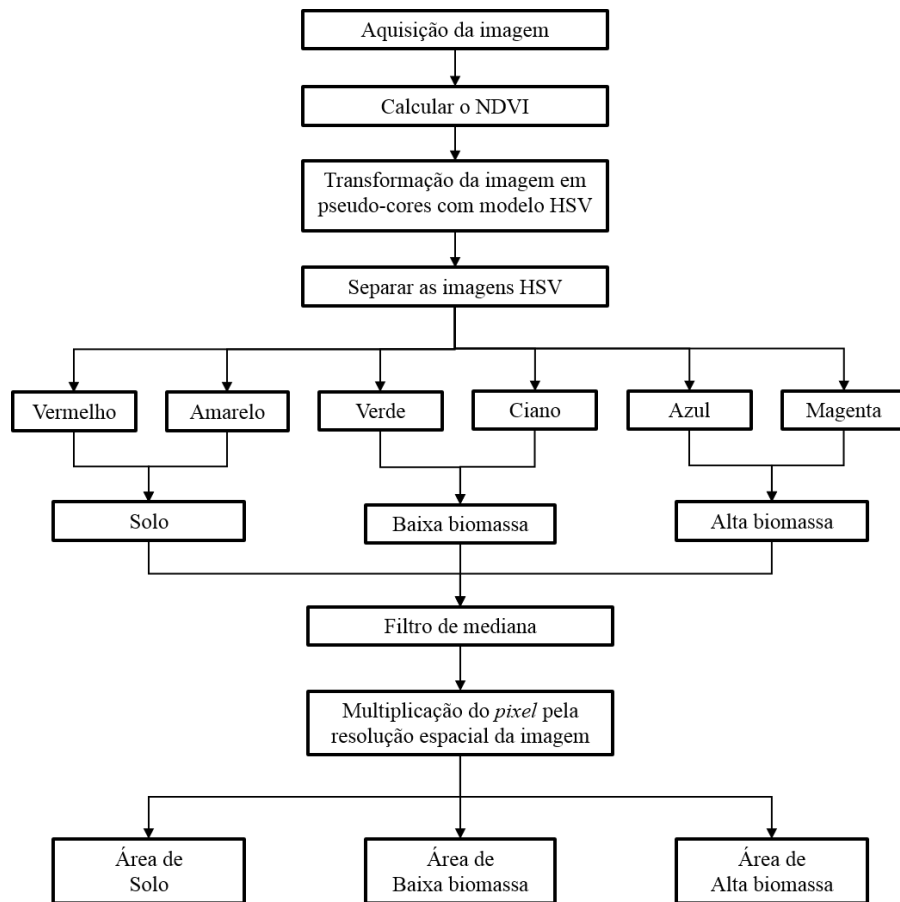 Aquisição da imagem
Calcular o NDVI
Transformação da imagem em
pseudo-cores com modelo HSV
Separar as imagens HSV
Vermelho
Amarelo
Verde
Ciano
Azul
Magenta
Solo
Baixa biomassa
Alta biomassa
Filtro de mediana
Multiplicação do pixel pela
resolução espacial da imagem
Área de
Solo
Área de
Baixa biomassa
Área de
Alta biomassa